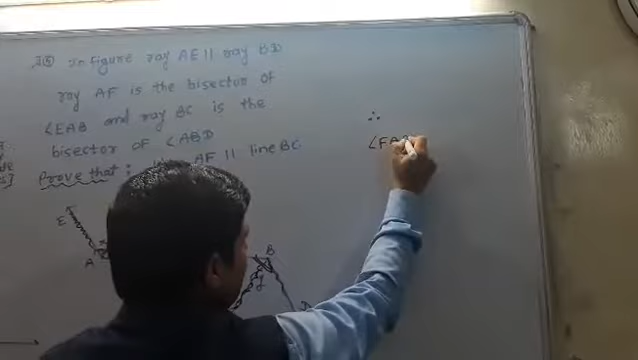 In figure ray AE || ray BD
ray AF is the bisector of
∠EAB and ray BC is the
bisector of ∠ABD
Prove that : AF || line BC
∴
∠FAB
E
A
B